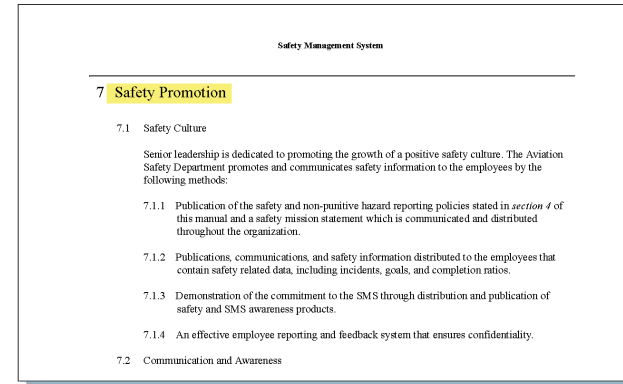 Safety Management System
7 Safety Promotion
7.1 Safety Culture
Senior leadership is dedicated to promoting the growth of a positive safety culture. The Aviation
Safety Department promotes and communicates safety information to the employees by the
following methods:
7.1.1 Publication of the safety and non-punitive hazard reporting policies stated in section 4 of
this manual and a safety mission statement which is communicated and distributed
throughout the organization.
7.1.2 Publications, communications, and safety information distributed to the employees that
contain safety related data, including incidents, goals, and completion ratios.
7.1.3 Demonstration of the commitment to the SMS through distribution and publication of
safety and SMS awareness products.
7.1.4 An effective employee reporting and feedback system that ensures confidentiality.
7.2 Communication and Awareness